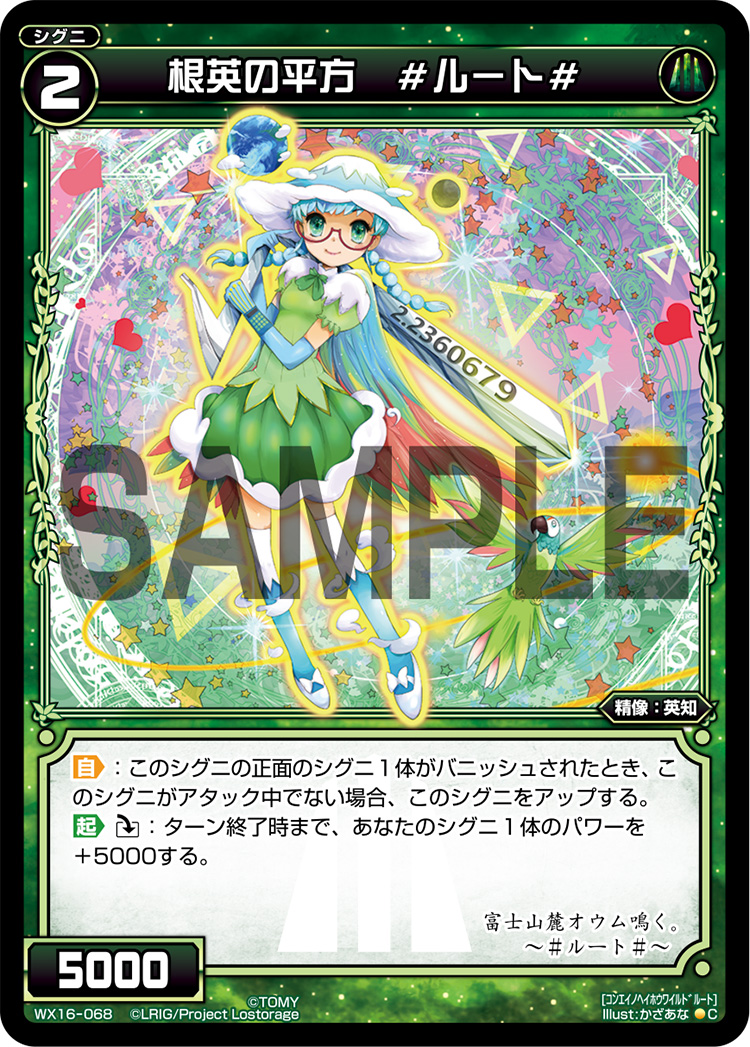 シグニ
2
根英の平方　＃ルート＃
2.2360679
SAMPLE
精像：英知
自：このシグニの正面のシグニ１体がバニッシュされたとき、こ
のシグニがアタック中でない場合、このシグニをアップする。
起：ターン終了時まで、あなたのシグニ１体のパワーを
＋5000する。
富士山麓オウム鳴く。
～＃ルート＃～
5000
©TOMY
WX16-068 ©LRIG/Project Lostorage
[コンエイノヘイホウワイルドルート]
Illust:かざあな C